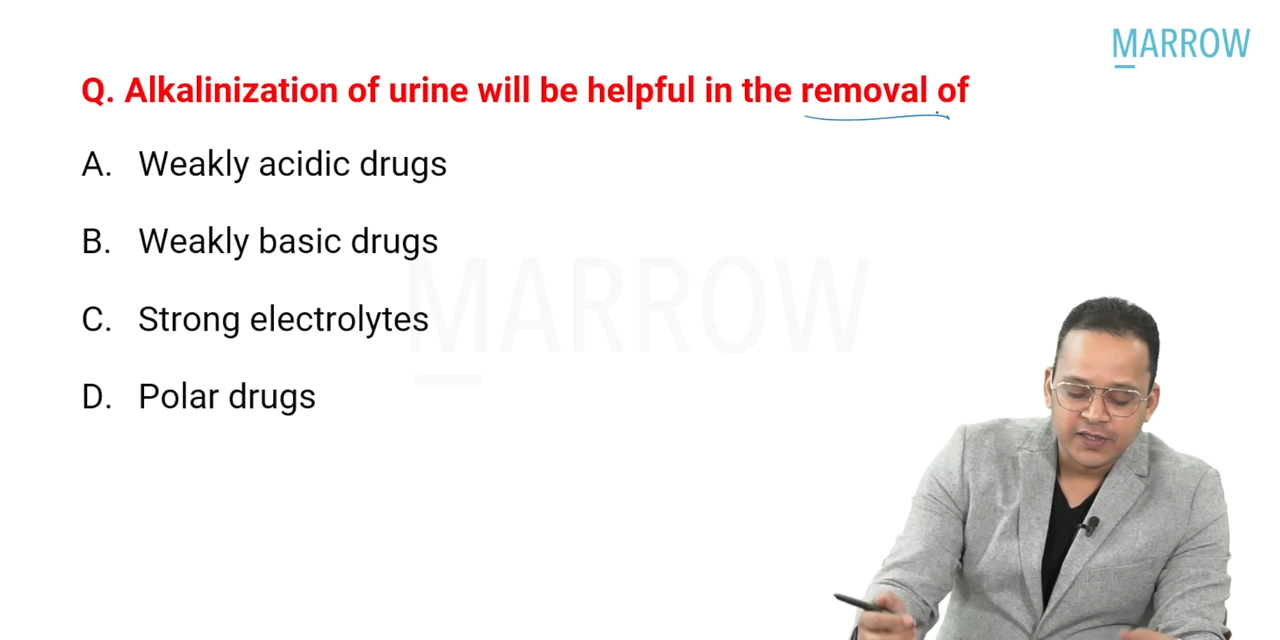 MARROW
Q. Alkalinization of urine will be helpful in the removal of
A. Weakly acidic drugs
B. Weakly basic drugs
C. Strong electrolytes
D. Polar drugs
MARROW